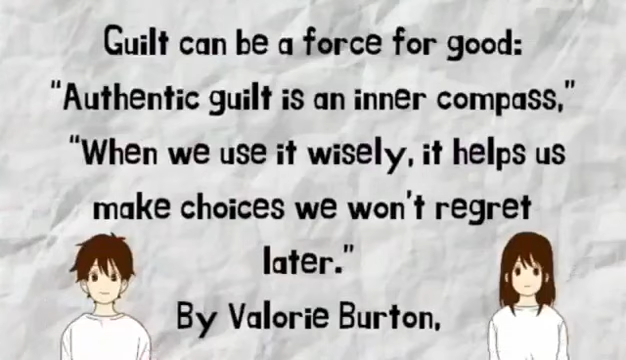 Guilt can be a force for good:
“Authentic guilt is an inner compass,”
“When we use it wisely, it helps us
make choices we won't regret
later.”
By Valorie Burton,